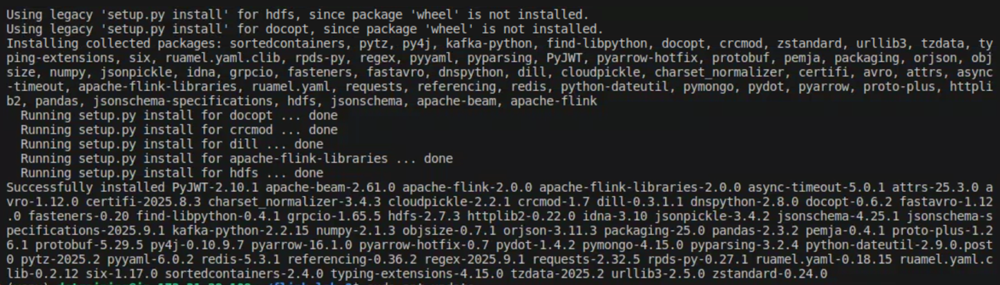 Using legacy 'setup.py install' for hdfs, since package 'wheel' is not installed.
Using legacy 'setup.py install' for docopt, since package 'wheel' is not installed.
Installing collected packages: sortedcontainers, pytz, py4j, kafka-python, find-libpython, docopt, crcmod, zstandard, urllib3, tzdata, ty
ping-extensions, six, ruamel.yaml.clib, rpds-py, regex, pyyaml, pyparsing, PyJWT, pyarrow-hotfix, protobuf, pemja, packaging, orjson, obj
size, numpy, jsonpickle, idna, grpcio, fasteners, fastavro, dnspython, dill, cloudpickle, charset_normalizer, certifi, avro, attrs, async
-timeout, apache-flink-libraries, ruamel.yaml, requests, referencing, redis, python-dateutil, pymongo, pydot, pyarrow, proto-plus, httpli
b2, pandas, jsonschema-specifications, hdfs, jsonschema, apache-beam, apache-flink
Running setup.py install for docopt ... done
Running setup.py install for crcmod ... done
Running setup.py install for dill ... done
Running setup.py install for apache-flink-libraries ... done
Running setup.py install for hdfs ... done
Successfully installed PyJWT-2.10.1 apache-beam-2.61.0 apache-flink-2.0.0 apache-flink-libraries-2.0.0 async-timeout-5.0.1 attrs-25.3.0 a
vro-1.12.0 certifi-2025.8.3 charset_normalizer-3.4.3 cloudpickle-2.2.1 crcmod-1.7 dill-0.3.1.1 dnspython-2.8.0 docopt-0.6.2 fastavro-1.12
.0 fasteners-0.20 find-libpython-0.4.1 grpcio-1.65.5 hdfs-2.7.3 httplib2-0.22.0 idna-3.10 jsonpickle-3.4.2 jsonschema-4.25.1 jsonschema-s
pecifications-2025.9.1 kafka-python-2.2.15 numpy-2.1.3 objsize-0.7.1 orjson-3.11.3 packaging-25.0 pandas-2.3.2 pemja-0.4.1 proto-plus-1.2
6.1 protobuf-5.29.5 py4j-0.10.9.7 pyarrow-16.1.0 pyarrow-hotfix-0.7 pydot-1.4.2 pymongo-4.15.0 pyparsing-3.2.4 python-dateutil-2.9.0.post
0 pytz-2025.2 pyyaml-6.0.2 redis-5.3.1 referencing-0.36.2 regex-2025.9.1 requests-2.32.5 rpds-py-0.27.1 ruamel.yaml-0.18.15 ruamel.yaml.c
lib-0.2.12 six-1.17.0 sortedcontainers-2.4.0 typing-extensions-4.15.0 tzdata-2025.2 urllib3-2.5.0 zstandard-0.24.0